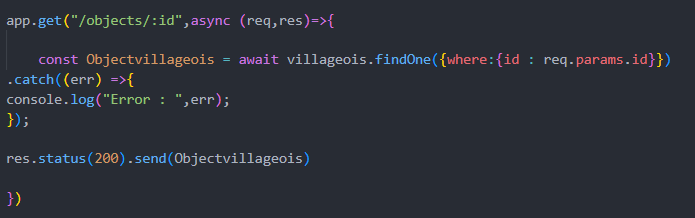 app.get("/objects/:id",async (req,res)=>{
const Objectvillageois = await villageois.findOne({where:{id : req.params.id}})
.catch((err) =>{
console.log("Error : ",err);
});
res.status(200).send(Objectvillageois)
})